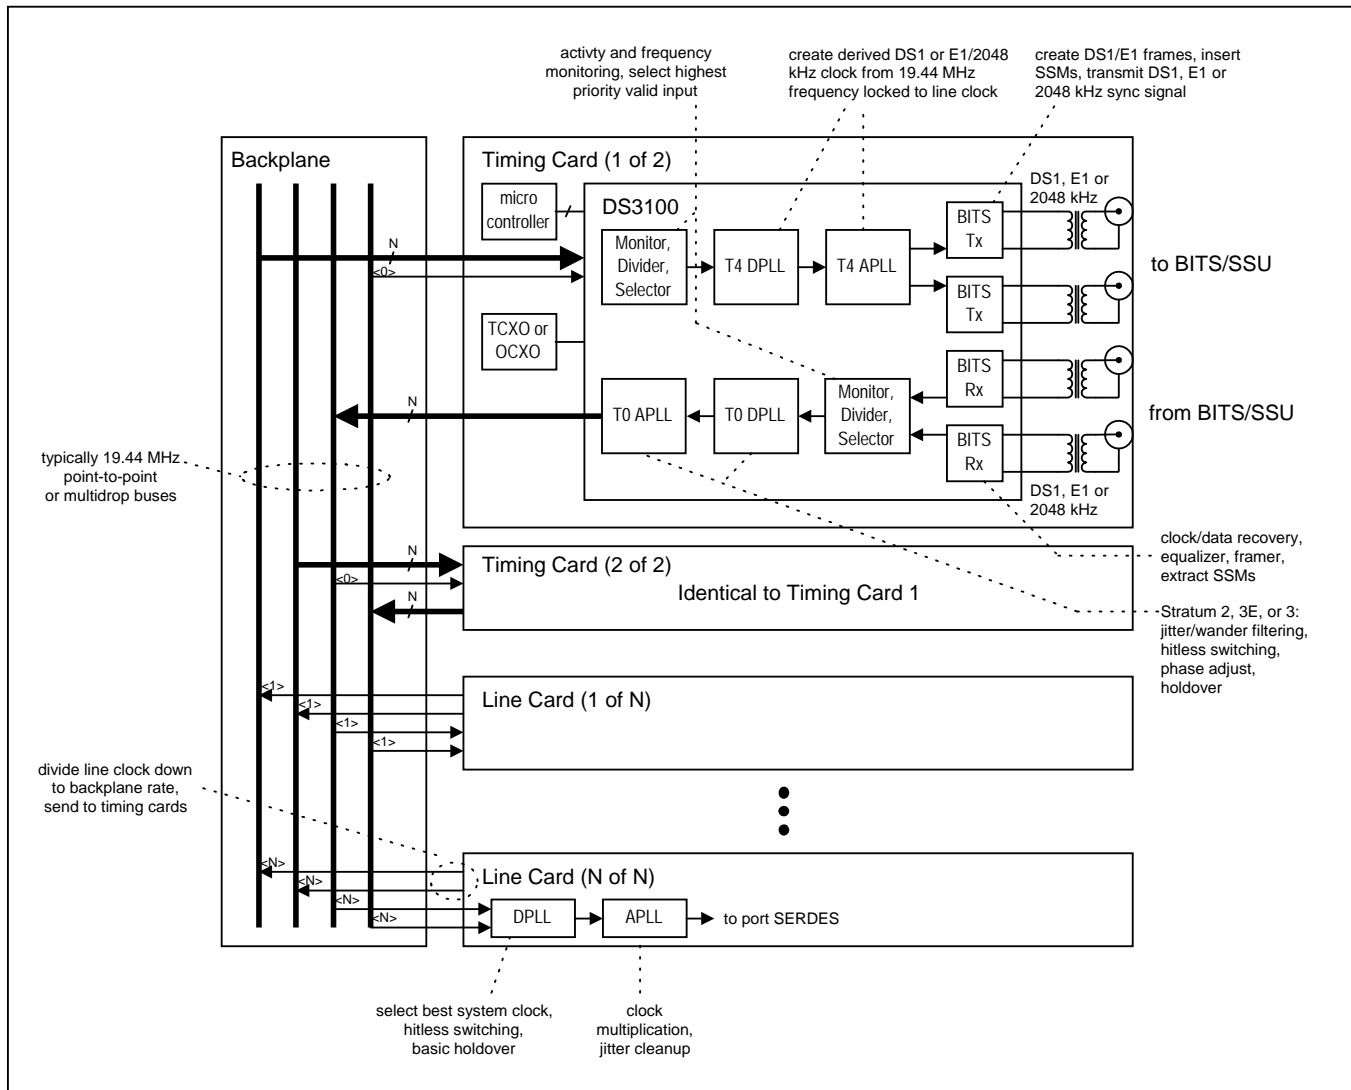 activty and frequency
monitoring, select highest
priority valid input
create derived DS1 or E1/2048
kHz clock from 19.44 MHz
frequency locked to line clock
create DS1/E1 frames, insert
SSMs, transmit DS1, E1 or
2048 kHz sync signal
Backplane
Timing Card (1 of 2)
micro
controller
DS3100
DS1, E1 or
2048 kHz
N
<0>
Monitor,
Divider,
Selector
T4 DPLL
T4 APLL
BITS
Tx
BITS
Tx
to BITS/SSU
TCXO or
OCXO
N
T0 APLL
T0 DPLL
Monitor,
Divider,
Selector
BITS
Rx
BITS
Rx
from BITS/SSU
DS1, E1 or
2048 kHz
typically 19.44 MHz
point-to-point
or multidrop buses
clock/data recovery,
equalizer, framer,
extract SSMs
N
<0>
N
Timing Card (2 of 2)
Identical to Timing Card 1
Stratum 2, 3E, or 3:
jitter/wander filtering,
hitless switching,
phase adjust,
holdover
<1>
<1>
<1>
<1>
Line Card (1 of N)
divide line clock down
to backplane rate,
send to timing cards
<N>
<N>
<N>
<N>
Line Card (N of N)
DPLL
APLL
to port SERDES
select best system clock,
hitless switching,
basic holdover
clock
multiplication,
jitter cleanup